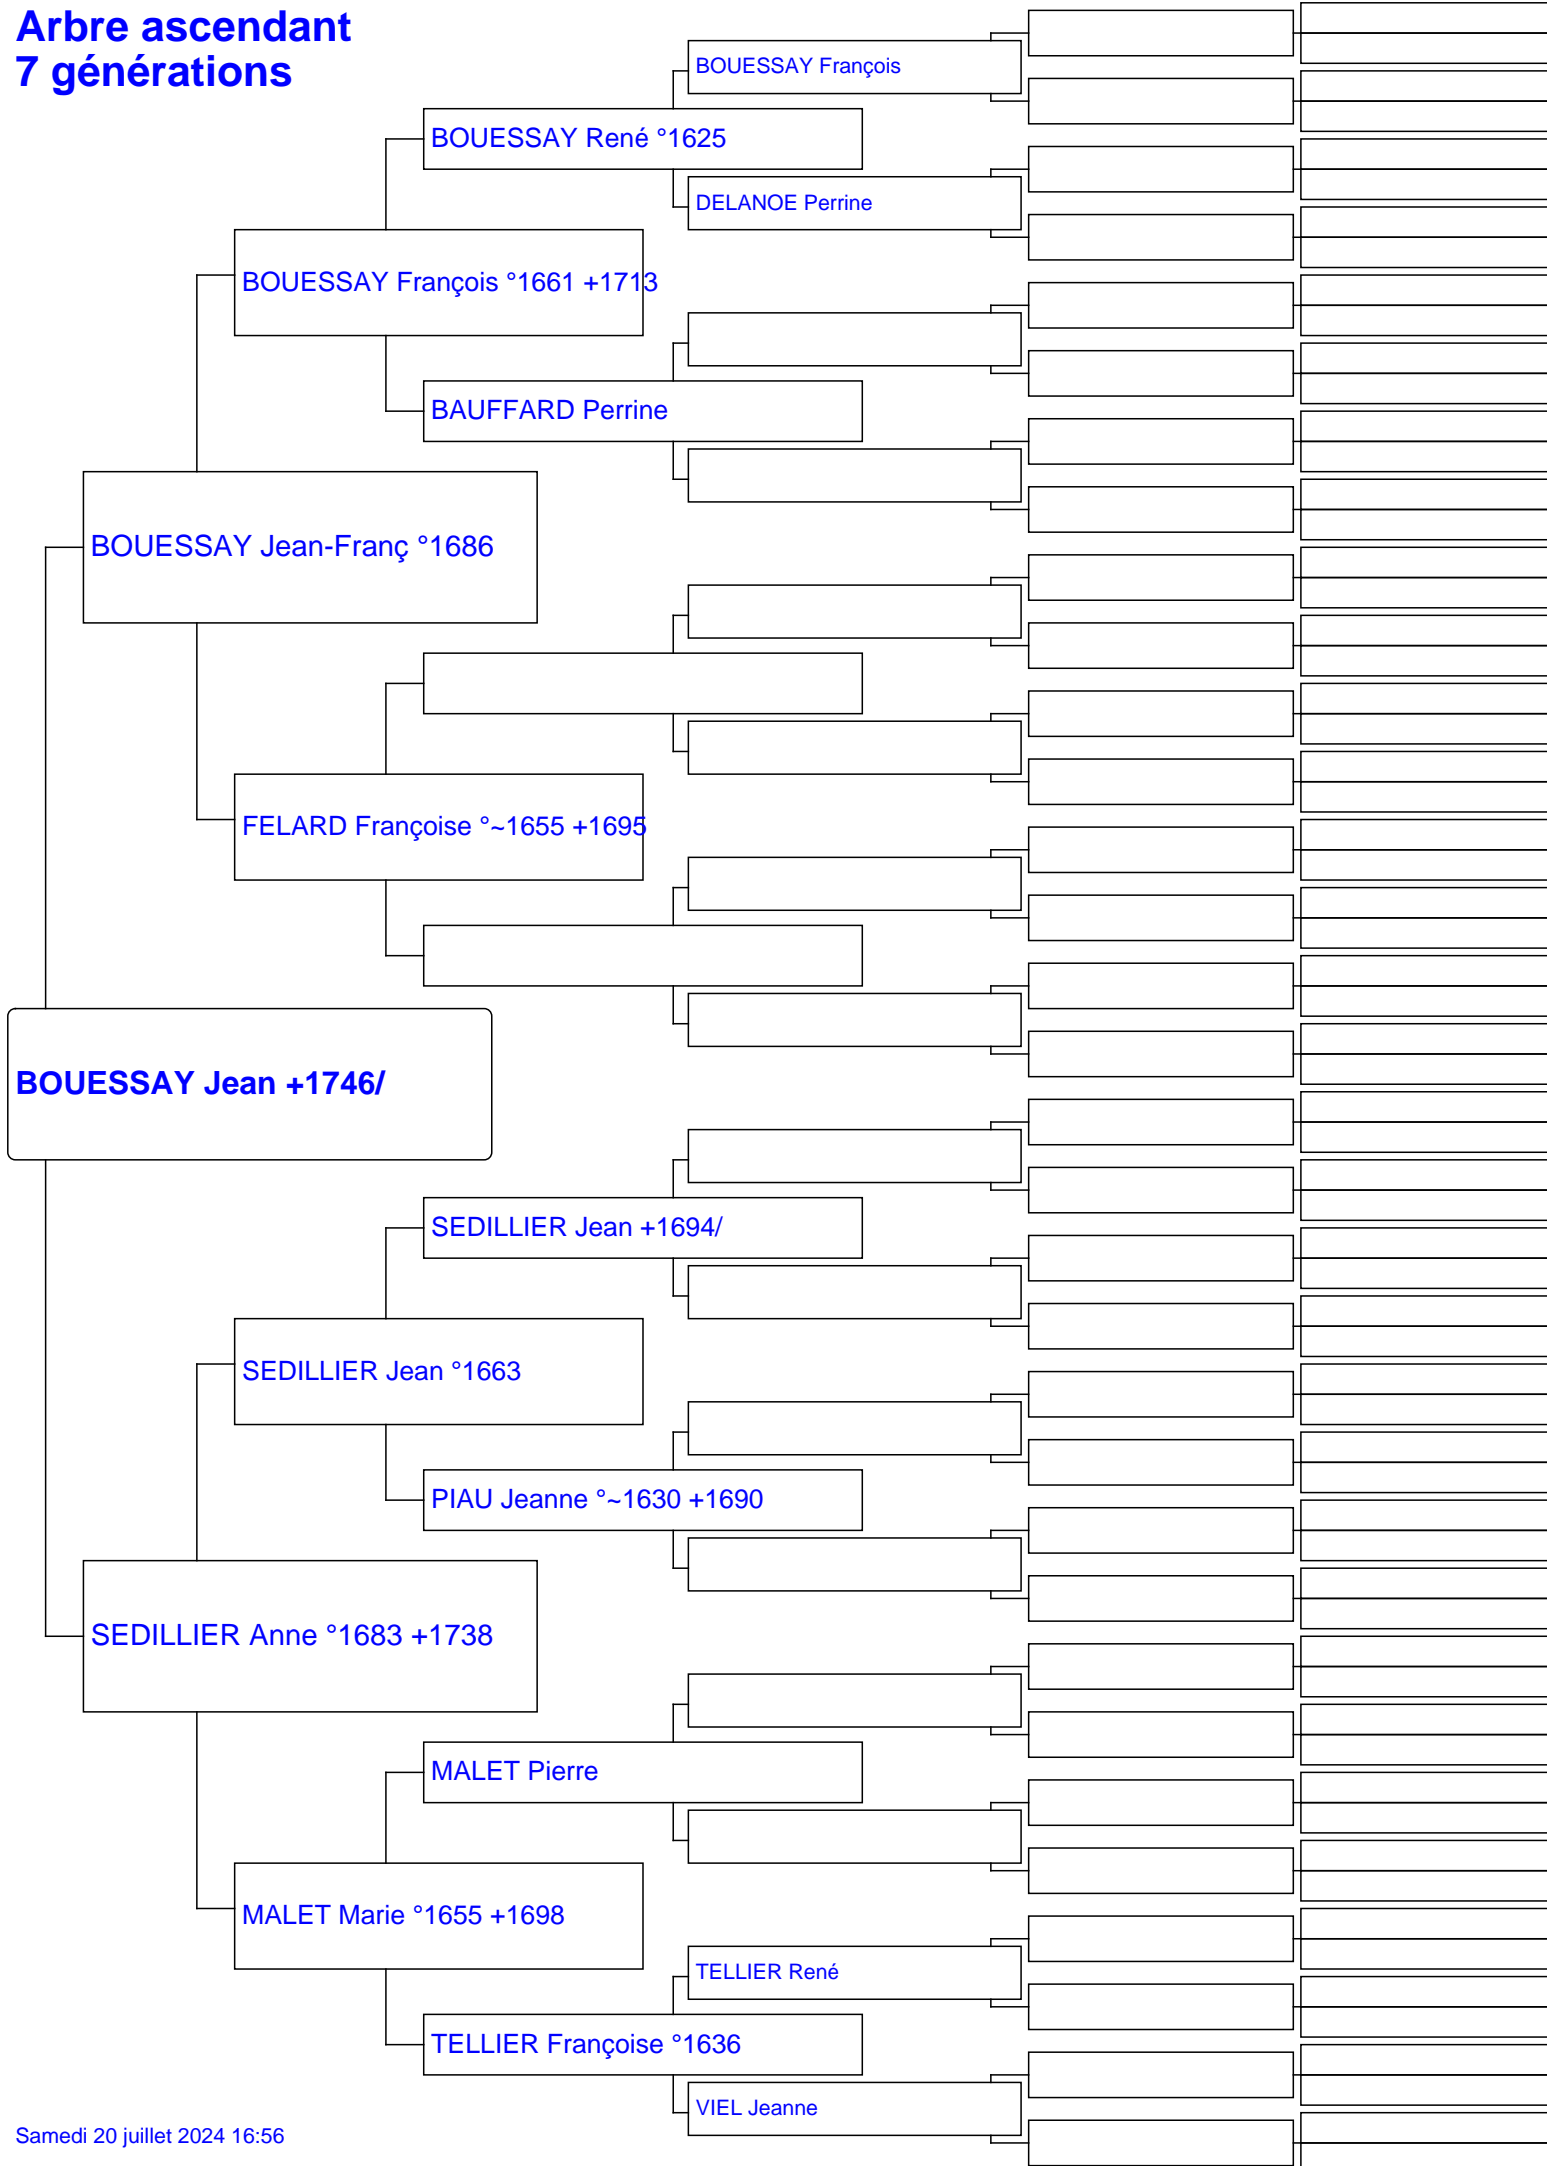 Arbre ascendant
7 générations
BOUESSAY François
BOUESSAY René °1625
DELANOE Perrine
BOUESSAY François °1661 +1713
BAUFFARD Perrine
BOUESSAY Jean-Franç °1686
FELARD Françoise °~1655 +1695
BOUESSAY Jean +1746/
SEDILLIER Jean +1694/
SEDILLIER Jean °1663
PIAU Jeanne °~1630 +1690
SEDILLIER Anne °1683 +1738
MALET Pierre
MALET Marie °1655 +1698
TELLIER René
TELLIER Françoise °1636
VIEL Jeanne
Samedi 20 juillet 2024 16:56